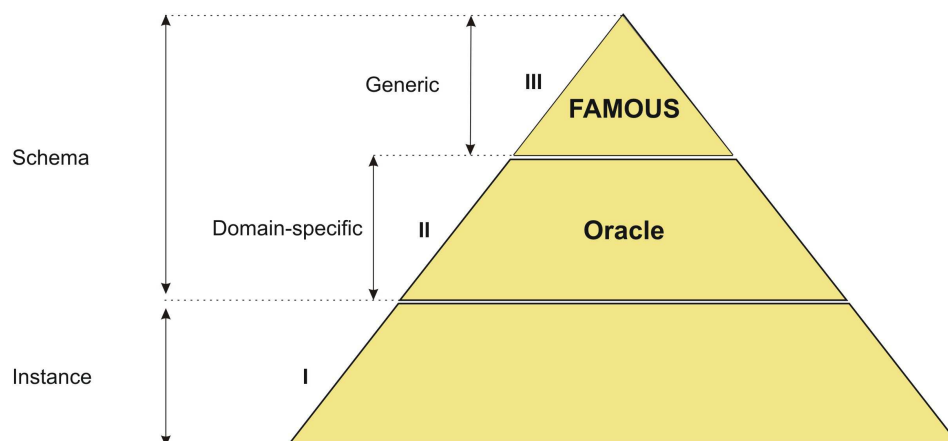 Generic
III
FAMOUS
Schema
Domain-specific
II
Oracle
Instance
I